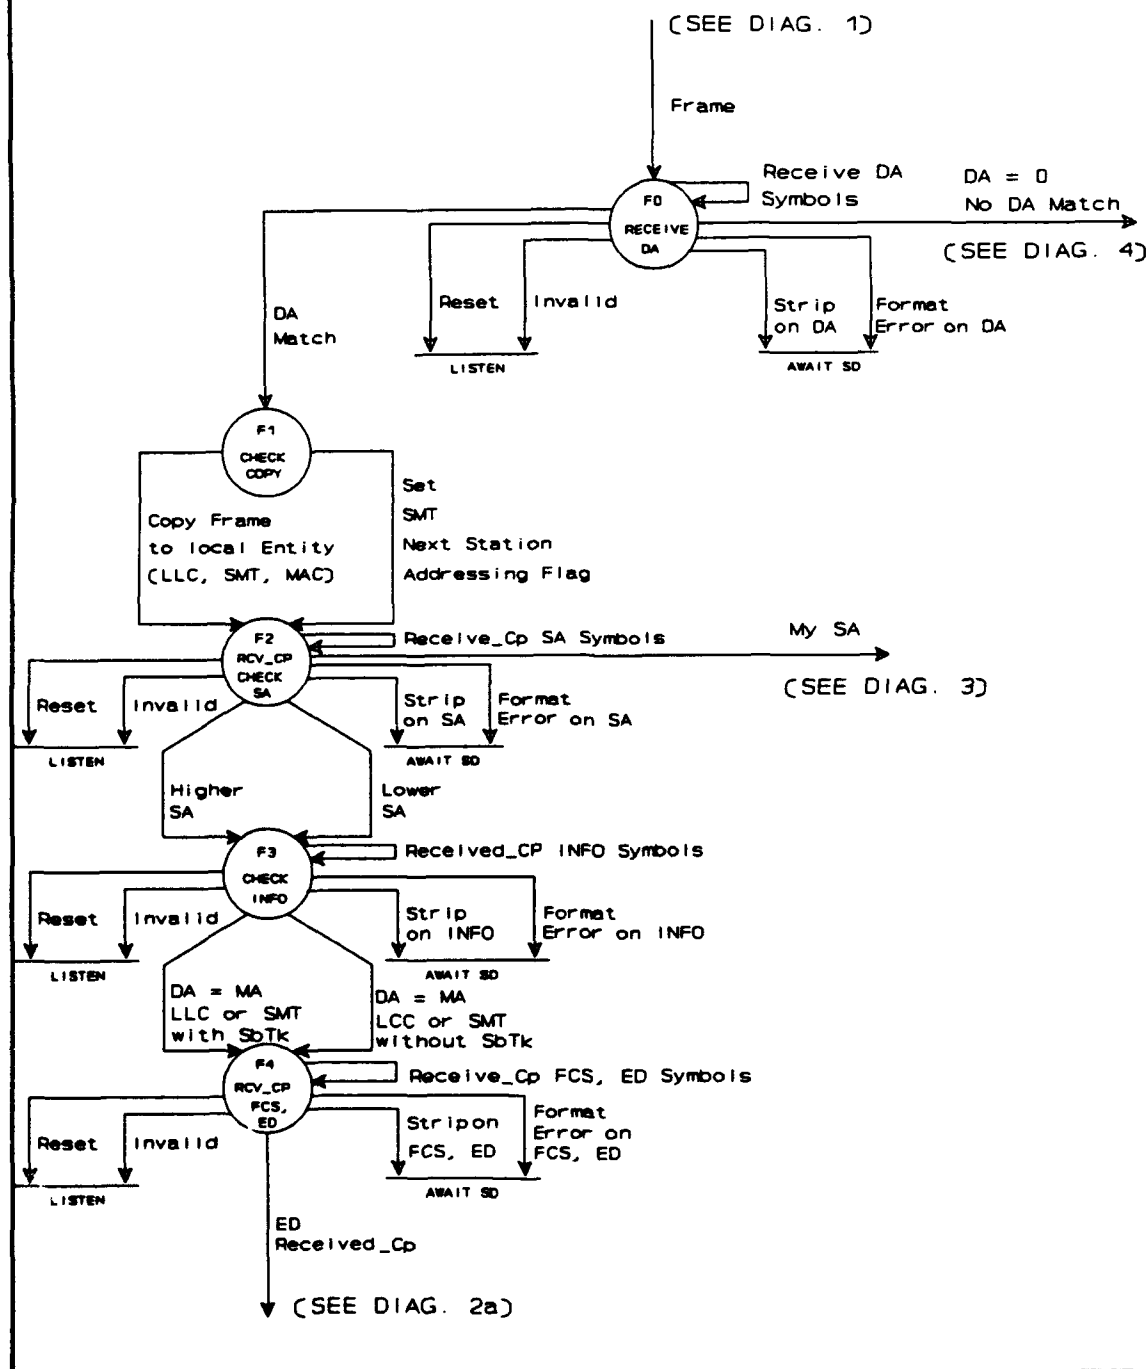 (SEE DIAG. 1)
Frame
Receive DA
Symbols
DA = 0
No DA Match
(SEE DIAG. 4)
F0
RECEIVE
DA
Reset
Invalid
LISTEN
Strip
on DA
Format
Error on DA
AWAIT SD
DA
Match
F1
CHECK
COPY
Copy Frame
to local Entity
(LLC, SMT, MAC)
Set
SMT
Next Station
Addressing Flag
F2
RCV_CP
CHECK
SA
Receive_Cp SA Symbols
My SA
(SEE DIAG. 3)
Reset
Invalid
LISTEN
Strip
on SA
Format
Error on SA
AWAIT SD
Higher
SA
Lower
SA
F3
CHECK
INFO
Received_CP INFO Symbols
Reset
Invalid
LISTEN
Strip
on INFO
Format
Error on INFO
AWAIT SD
DA = MA
LLC or SMT
with SbTk
DA = MA
LCC or SMT
without SbTk
F4
RCV_CP
FCS,
ED
Receive_Cp FCS, ED Symbols
Reset
Invalid
LISTEN
Stripon
FCS, ED
Format
Error on
FCS, ED
AWAIT SD
ED
Received_Cp
(SEE DIAG. 2a)